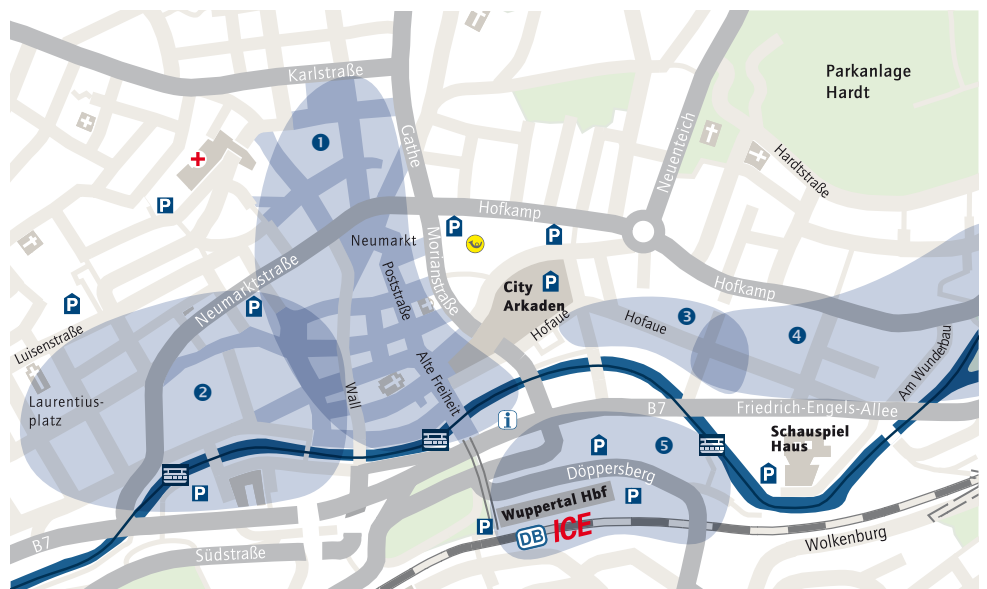 Karlstraße
Parkanlage
Hardt
1
Gathe
Neuenteich
Hardtstraße
P
Hofkamp
P
P
Neumarkt
Morianstraße
Poststraße
Neumarktstraße
City
Arkaden
P
Hofkamp
P
P
Hofaue
Hofaue
3
4
Luisenstraße
Am Wunderbau
Alte Freiheit
Wall
2
Laurentius-
platz
B7
Friedrich-Engels-Allee
i
Schauspiel
Haus
P
5
P
Döppersberg
P
P
Wuppertal Hbf
P
DB
ICE
B7
Südstraße
Wolkenburg